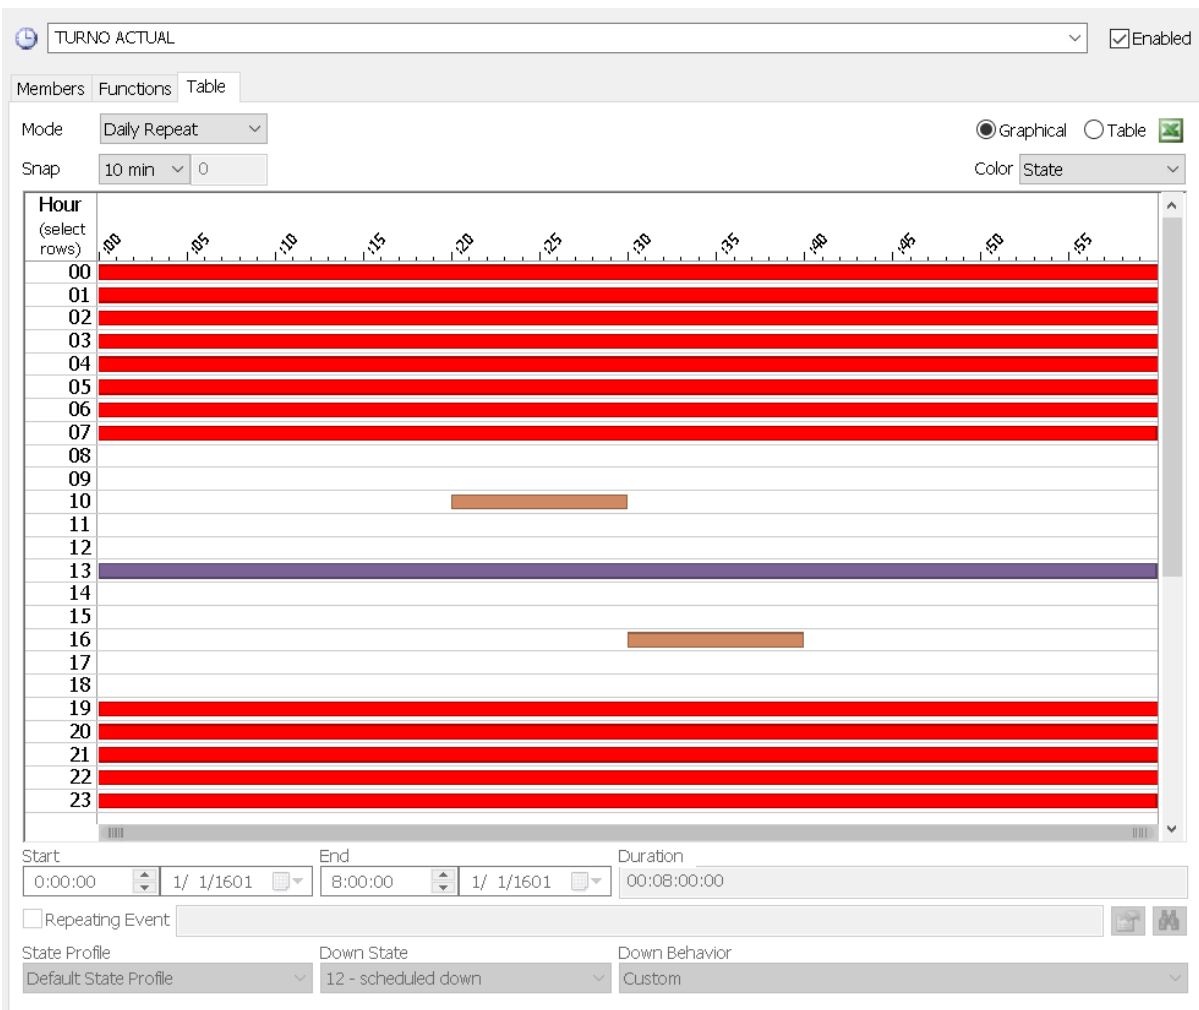 TURNO ACTUAL Enabled
Members Functions Table
Mode Daily Repeat Graphical Table
Snap 10 min 0 Color State
Hour
(select
rows) :00 :05 :10 :15 :20 :25 :30 :35 :40 :45 :50 :55
00
01
02
03
04
05
06
07
08
09
10
11
12
13
14
15
16
17
18
19
20
21
22
23
Start End Duration
0:00:00 1/ 1/1601 8:00:00 1/ 1/1601 00:08:00:00
Repeating Event
State Profile Down State Down Behavior
Default State Profile 12 - scheduled down Custom